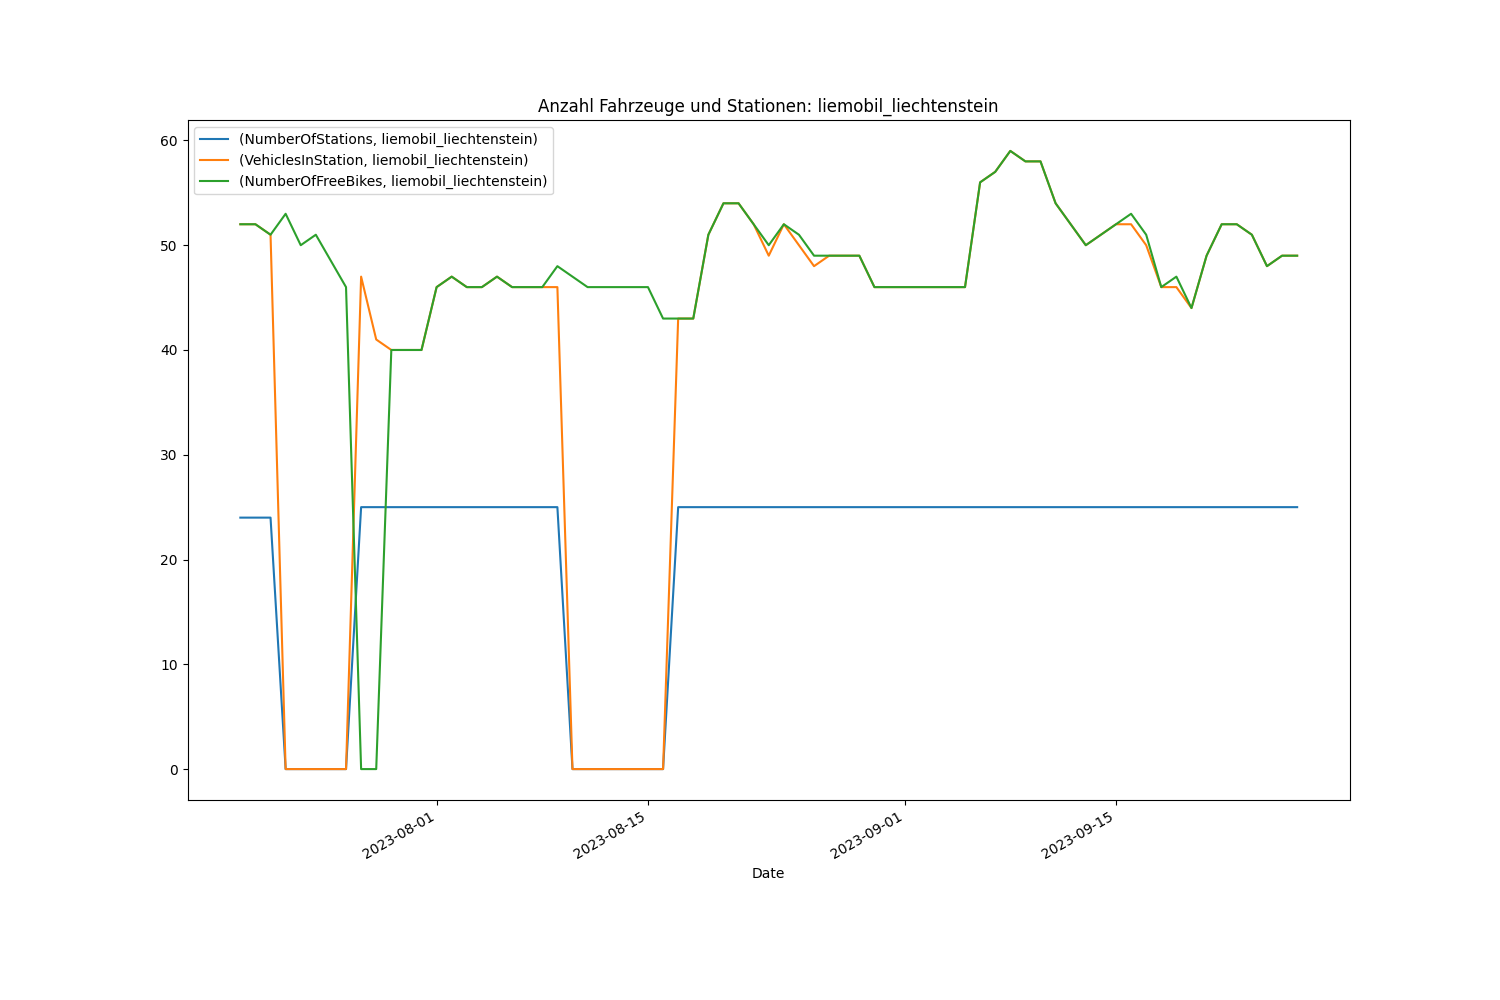 Anzahl Fahrzeuge und Stationen: liemobil_liechtenstein
(NumberOfStations, liemobil_liechtenstein)
(VehiclesInStation, liemobil_liechtenstein)
(NumberOfFreeBikes, liemobil_liechtenstein)
60
50
40
30
20
10
0
2023-08-01
2023-08-15
2023-09-01
2023-09-15
Date